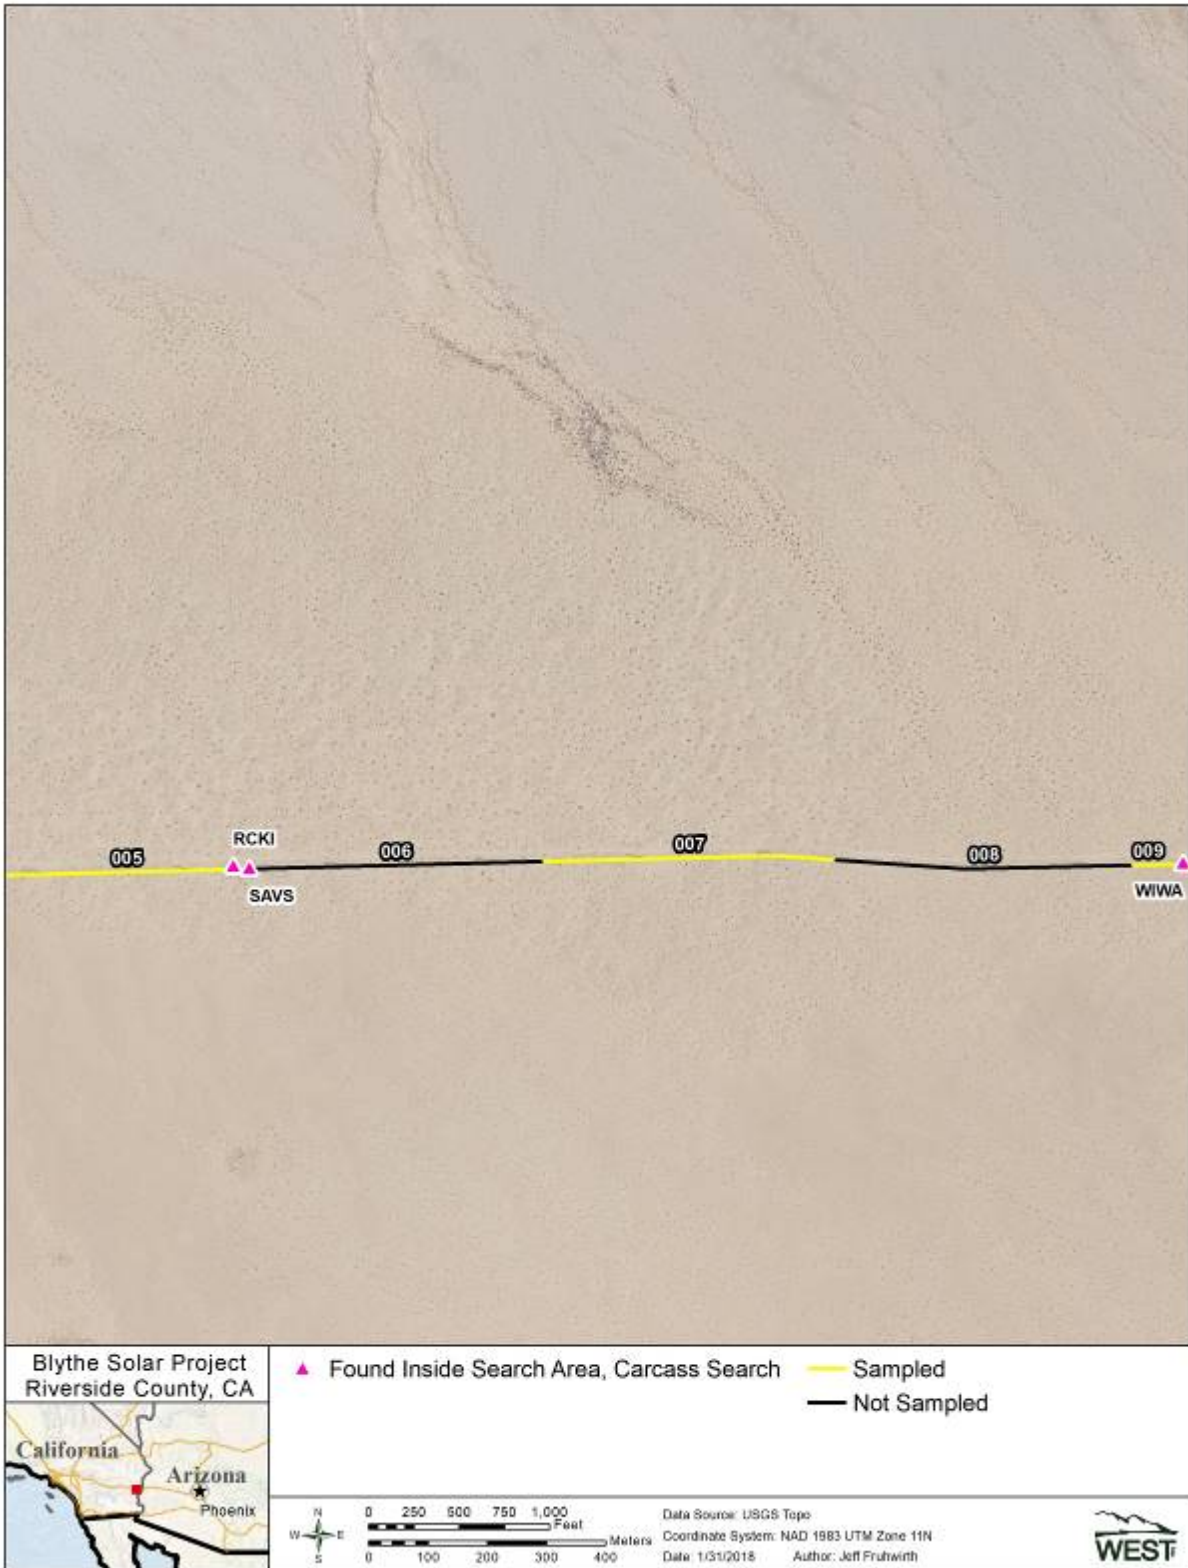 RCKI
005
006
007
008
009
SAVS
WIWA
Blythe Solar Project
Riverside County, CA
California
Arizona
Phoenix
Found Inside Search Area, Carcass Search
Sampled
Not Sampled
N
W E
S
0 250 500 750 1,000
Feet
Meters
0 100 200 300 400
Data Source: USGS Topo
Coordinate System: NAD 1983 UTM Zone 11N
Date: 1/31/2018 Author: Jeff Fruhwirth
WEST